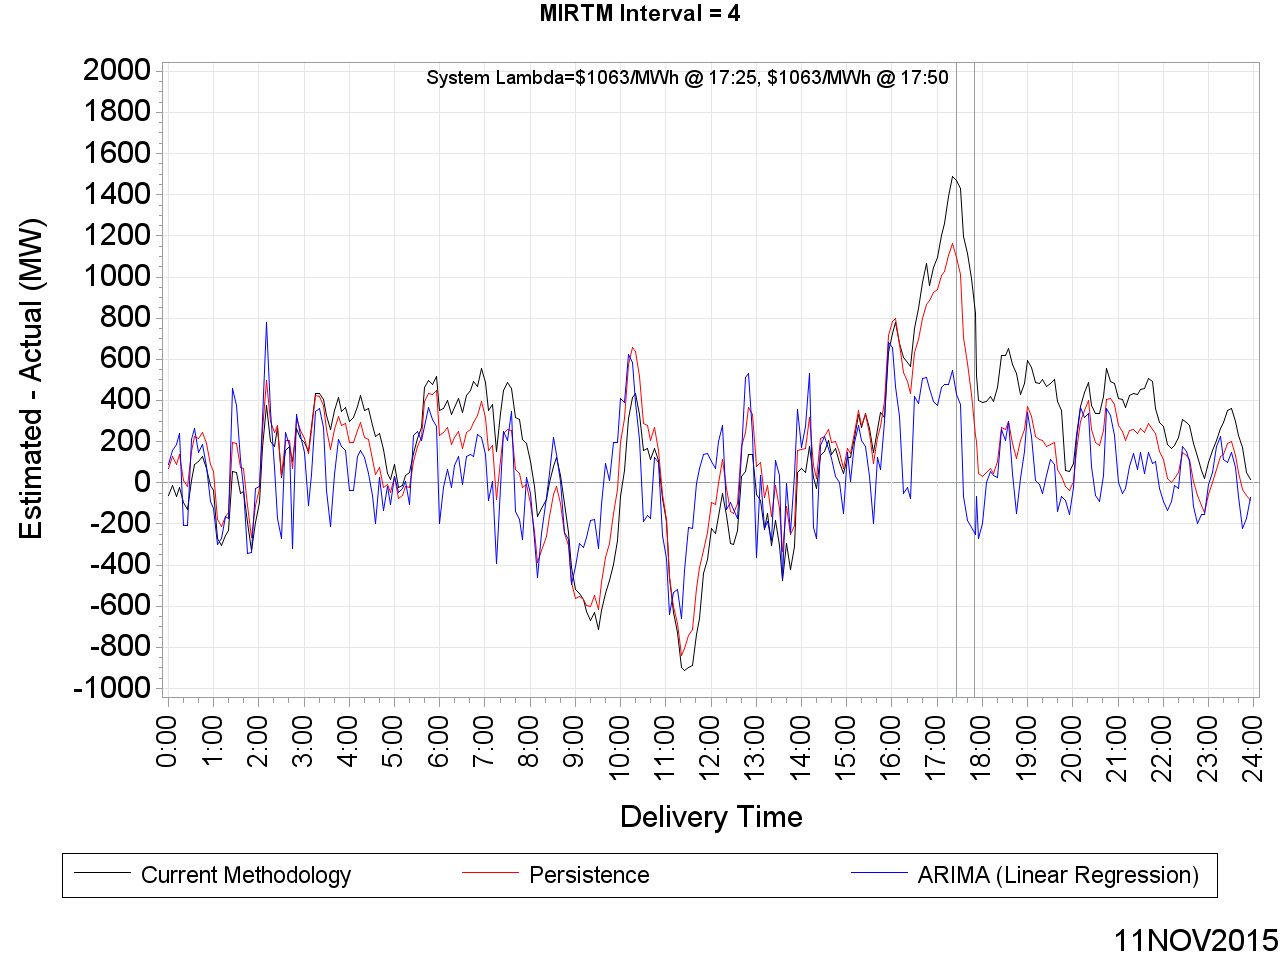 MIRTM Interval = 4
System Lambda=$1063/MWh @ 17:25, $1063/MWh @ 17:50
Estimated - Actual (MW)
2000
1800
1600
1400
1200
1000
800
600
400
200
0
-200
-400
-600
-800
-1000
0:00 1:00 2:00 3:00 4:00 5:00 6:00 7:00 8:00 9:00 10:00 11:00 12:00 13:00 14:00 15:00 16:00 17:00 18:00 19:00 20:00 21:00 22:00 23:00 24:00
Delivery Time
Current Methodology Persistence ARIMA (Linear Regression)
11NOV2015